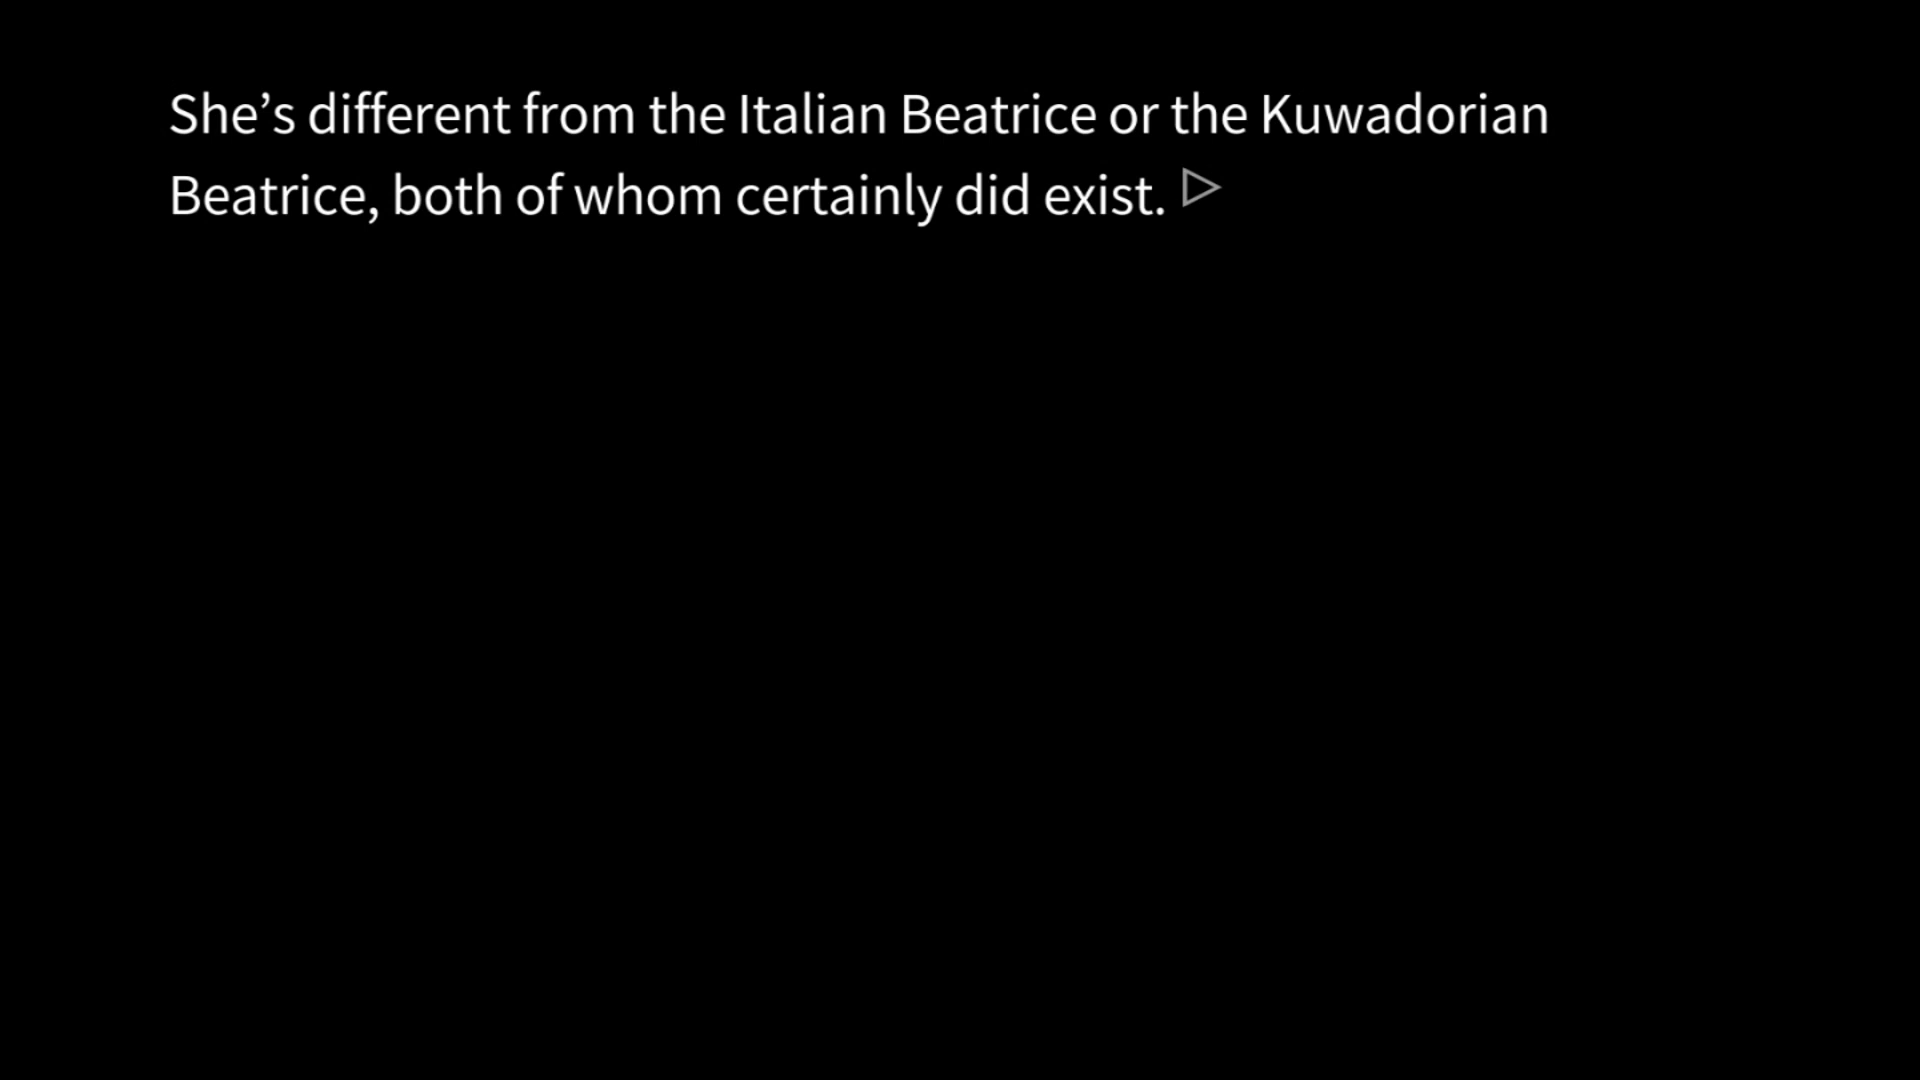 She’s different from the Italian Beatrice or the Kuwadorian
Beatrice, both of whom certainly did exist.